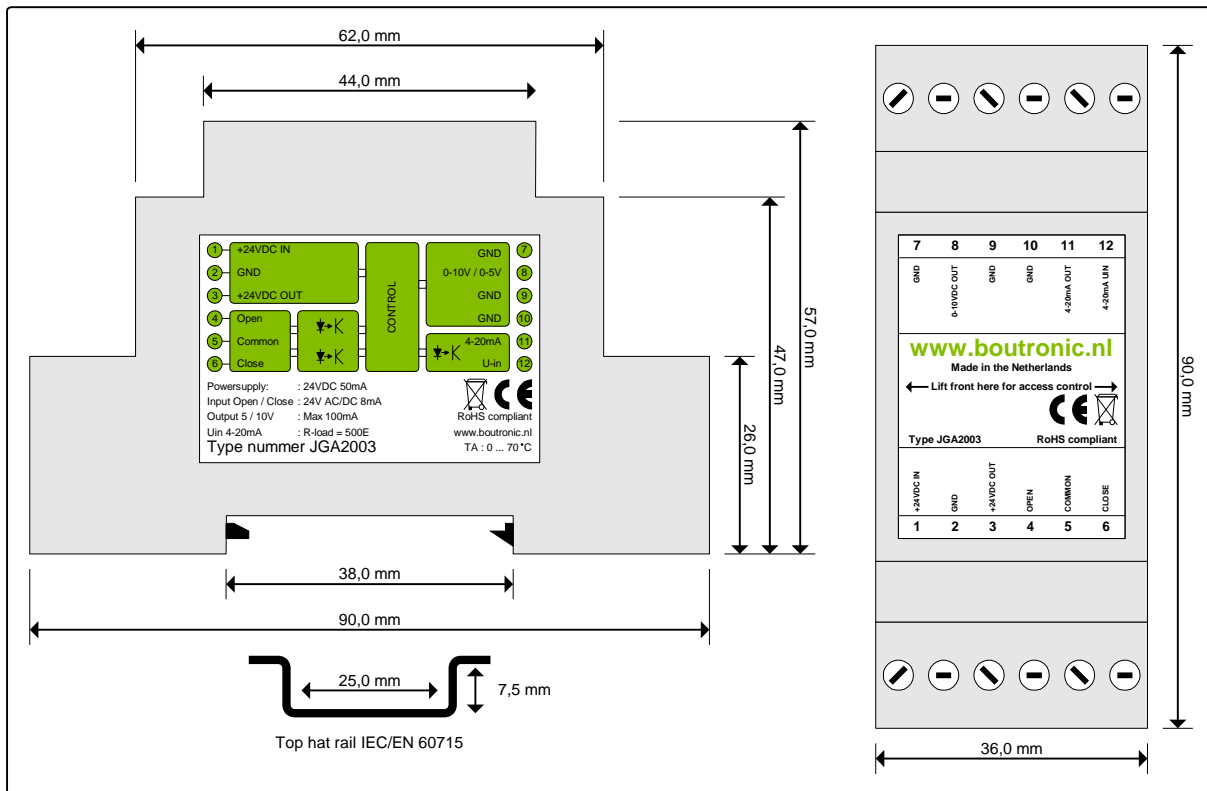 62,0 mm
44,0 mm
1 +24VDC IN
2 GND
3 +24VDC OUT
4 Open
5 Common
6 Close
CONTROL
GND 7
0-10V / 0-5V 8
GND 9
GND 10
4-20mA 11
U-in 12
Powersupply: : 24VDC 50mA
Input Open / Close : 24V AC/DC 8mA
Output 5 / 10V : Max 100mA
Uin 4-20mA : R-load = 500E
Type nummer JGA2003
CE
RoHS compliant
www.boutronic.nl
TA : 0 ... 70°C
57,0 mm
47,0 mm
26,0 mm
38,0 mm
90,0 mm
25,0 mm
7,5 mm
Top hat rail IEC/EN 60715
7 8 9 10 11 12
GND
0-10VDC OUT
GND
GND
4-20mA OUT
4-20mA UIN
www.boutronic.nl
Made in the Netherlands
Lift front here for access control
CE
Type JGA2003 RoHS compliant
+24VDC IN
GND
+24VDC OUT
OPEN
COMMON
CLOSE
1 2 3 4 5 6
90,0 mm
36,0 mm